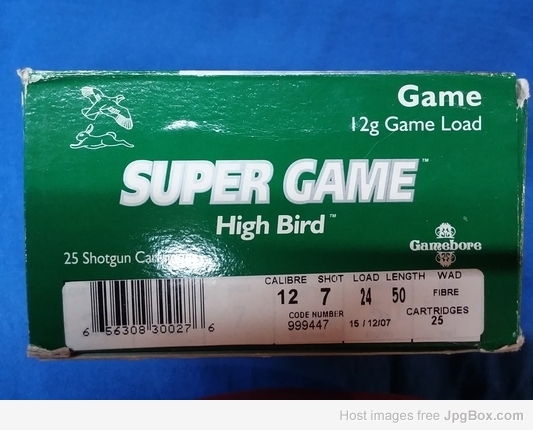 Game
12g Game Load
SUPER GAME™
High Bird™
25 Shotgun
Gamebore
CALIBRE SHOT LOAD LENGTH WAD
12 7 24 50 FIBRE
CODE NUMBER CARTRIDGES
999447 15/12/07 25
6 56308 30027 6
Host images free JpgBox.com